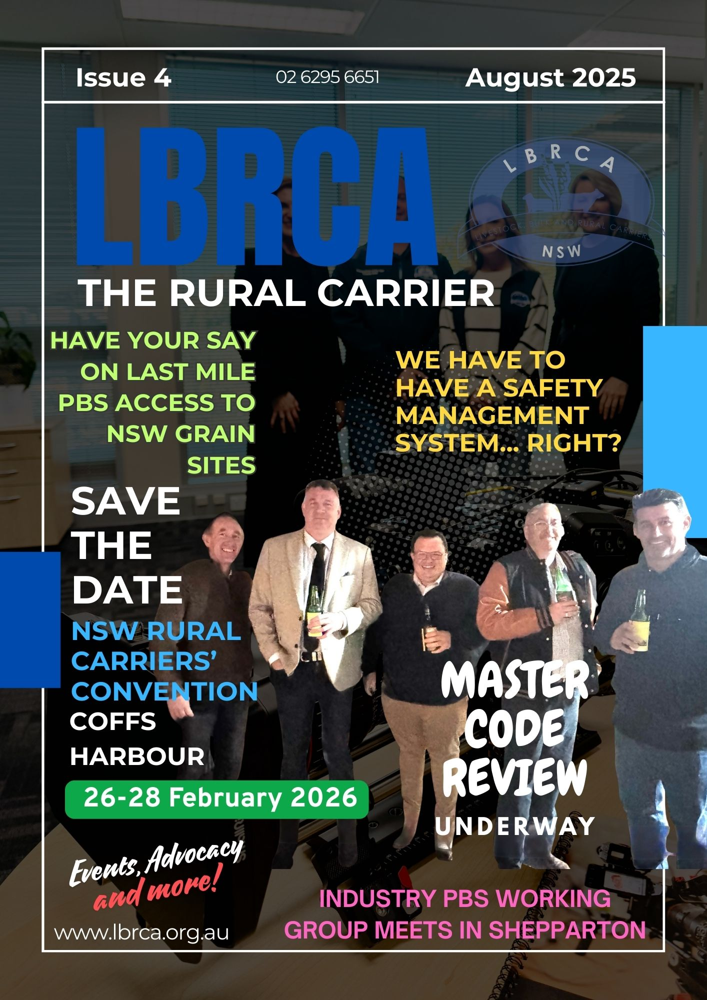 Issue 4
02 6295 6651
August 2025
LBRCA
LBRCA
LIVESTOCK, BULK AND RURAL CARRIERS
NSW
THE RURAL CARRIER
HAVE YOUR SAY
ON LAST MILE
PBS ACCESS TO
NSW GRAIN
SITES
WE HAVE TO
HAVE A SAFETY
MANAGEMENT
SYSTEM... RIGHT?
SAVE
THE
DATE
NSW RURAL
CARRIERS’
CONVENTION
COFFS
HARBOUR
26-28 February 2026
MASTER
CODE
REVIEW
UNDERWAY
Events, Advocacy
and more!
www.lbrca.org.au
INDUSTRY PBS WORKING
GROUP MEETS IN SHEPPARTON